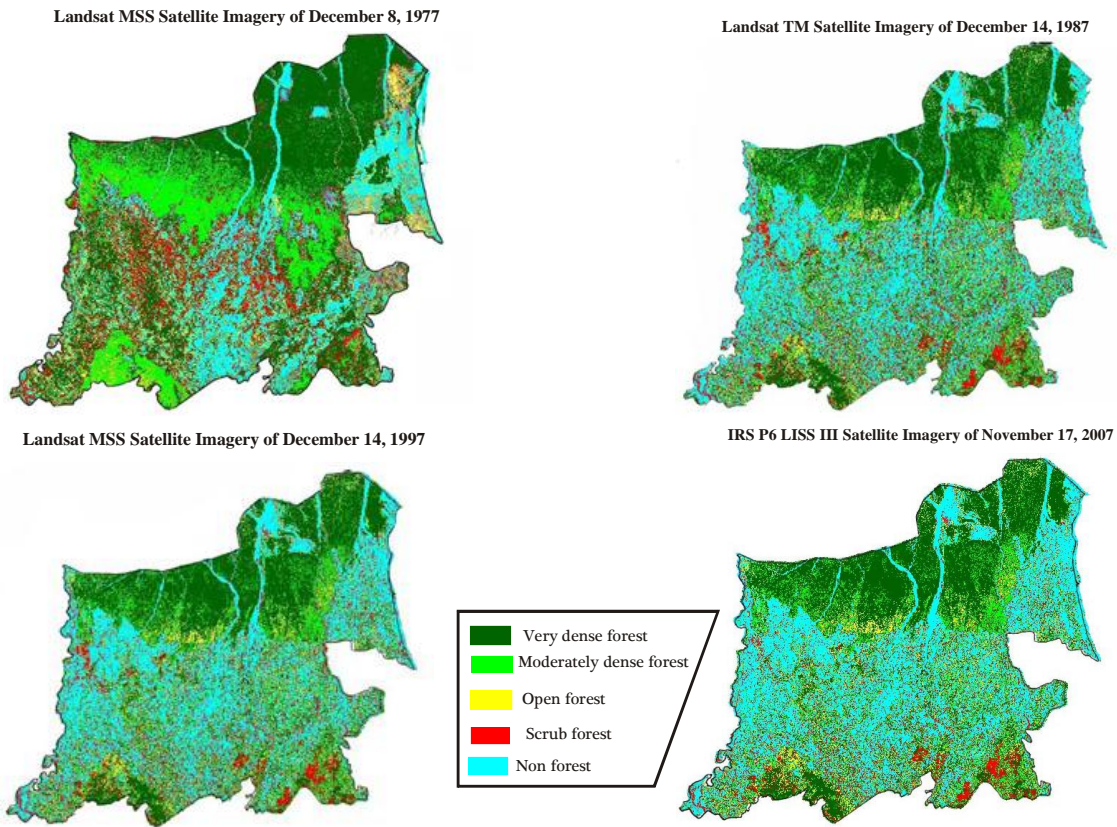 Landsat MSS Satellite Imagery of December 8, 1977
Landsat TM Satellite Imagery of December 14, 1987
Landsat MSS Satellite Imagery of December 14, 1997
IRS P6 LISS III Satellite Imagery of November 17, 2007
Very dense forest
Moderately dense forest
Open forest
Scrub forest
Non forest